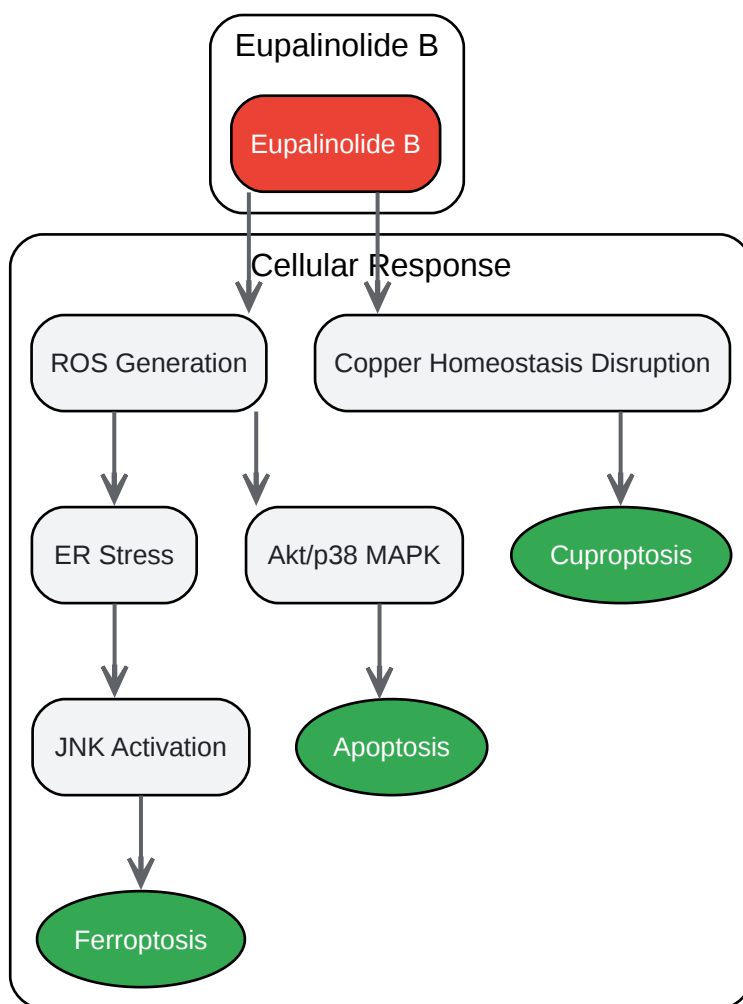 Eupalinolide B
Eupalinolide B
Cellular Response
ROS Generation
Copper Homeostasis Disruption
ER Stress
Akt/p38 MAPK
Cuproptosis
JNK Activation
Apoptosis
Ferroptosis